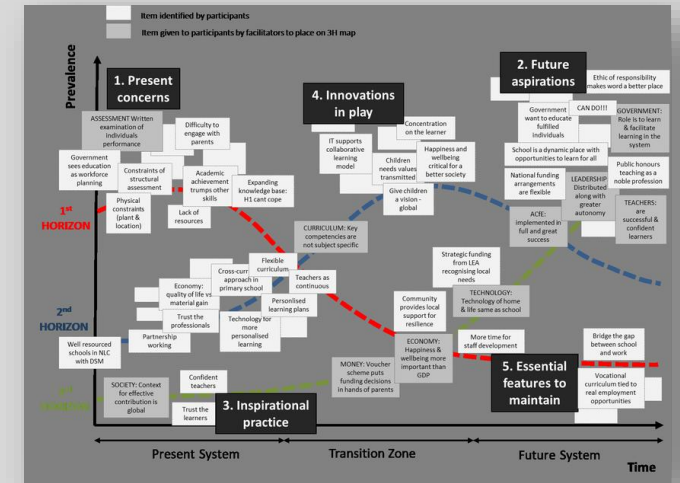 Item identified by participants
Item given to participants by facilitators to place on 3H map
Prevalence
1. Present
concerns
ASSESSMENT Written
examination of
individuals
performance
Difficulty to
engage with
parents
Government
sees education
as workforce
planning
Constraints of
structural
assessment
Academic
achievement
trumps other
skills
Expanding
knowledge base:
H1 cant cope
Physical
constraints
(plant &
location)
Lack of
resources
1st
HORIZON
4. Innovations
in play
IT supports
collaborative
learning
model
Concentration
on the learner
Children
needs values
transmitted
Happiness and
wellbeing
critical for a
better society
Give children
a vision -
global
CURRICULUM: Key
competencies are
not subject specific
2. Future
aspirations
Ethic of responsibility
makes word a better place
Government
want to educate
fulfilled
individuals
CAN DO!!!
GOVERNMENT:
Role is to learn
& facilitate
learning in the
system
School is a dynamic place with
opportunities to learn for all
National funding
arrangements
are flexible
LEADERSHIP
Distributed
along with
greater
autonomy
Public honours
teaching as a
noble profession
ACfE:
implemented in
full and great
success
TEACHERS:
are
successful &
confident
learners
2nd
HORIZON
Flexible
curriculum
Cross-curr
approach in
primary school
Teachers as
continuous
Economy:
quality of life vs
material gain
Personalised
learning plans
Trust the
professionals
Technology for
more
personalised
learning
Partnership
working
Well resourced
schools in NLC
with DSM
Strategic funding
from LEA
recognising local
needs
Community
provides local
support for
resilience
TECHNOLOGY:
Technology of home
& life same as school
More time for
staff development
ECONOMY:
Happiness &
wellbeing more
important than
GDP
MONEY: Voucher
scheme puts
funding decisions
in hands of parents
Bridge the gap
between school
and work
5. Essential
features to
maintain
Vocational
curriculum tied to
real employment
opportunities
SOCIETY: Context
for effective
contribution is
global
Confident
teachers
Trust the
learners
3. Inspirational
practice
Present System
Transition Zone
Future System
Time